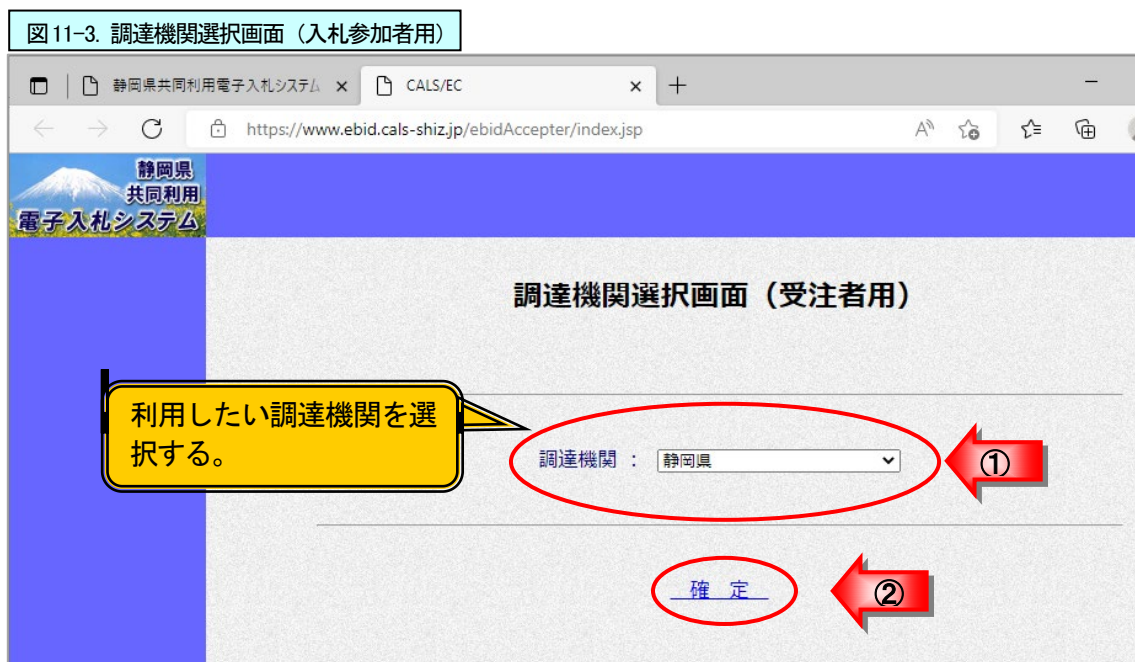 図11-3. 調達機関選択画面（入札参加者用）
静岡県共同利用電子入札システム
CALS/EC
https://www.ebid.cals-shiz.jp/ebidAccepter/index.jsp
静岡県
共同利用
電子入札システム
調達機関選択画面（受注者用）
利用したい調達機関を選
択する。
調達機関 ： 静岡県
①
確 定
②